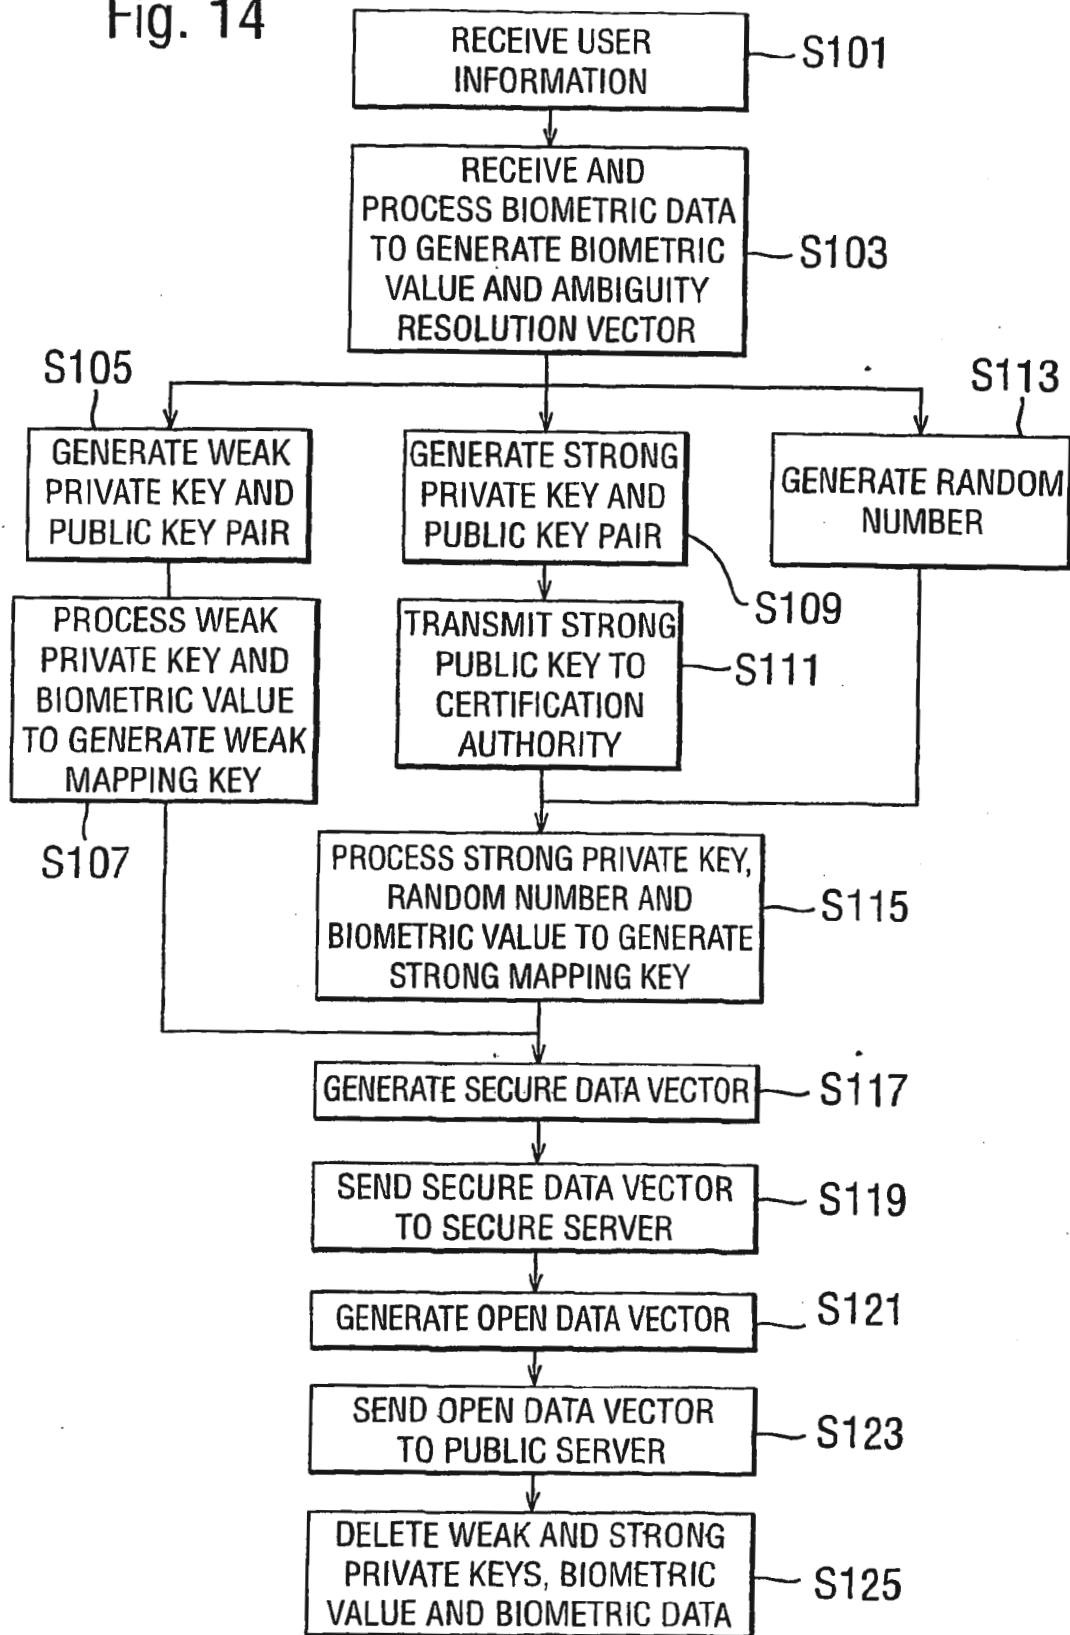 Fig. 14
RECEIVE USER
INFORMATION
S101
RECEIVE AND
PROCESS BIOMETRIC DATA
TO GENERATE BIOMETRIC
VALUE AND AMBIGUITY
RESOLUTION VECTOR
S103
S105
GENERATE WEAK
PRIVATE KEY AND
PUBLIC KEY PAIR
GENERATE STRONG
PRIVATE KEY AND
PUBLIC KEY PAIR
S109
S113
GENERATE RANDOM
NUMBER
PROCESS WEAK
PRIVATE KEY AND
BIOMETRIC VALUE
TO GENERATE WEAK
MAPPING KEY
S107
TRANSMIT STRONG
PUBLIC KEY TO
CERTIFICATION
AUTHORITY
S111
PROCESS STRONG PRIVATE KEY,
RANDOM NUMBER AND
BIOMETRIC VALUE TO GENERATE
STRONG MAPPING KEY
S115
GENERATE SECURE DATA VECTOR
S117
SEND SECURE DATA VECTOR
TO SECURE SERVER
S119
GENERATE OPEN DATA VECTOR
S121
SEND OPEN DATA VECTOR
TO PUBLIC SERVER
S123
DELETE WEAK AND STRONG
PRIVATE KEYS, BIOMETRIC
VALUE AND BIOMETRIC DATA
S125